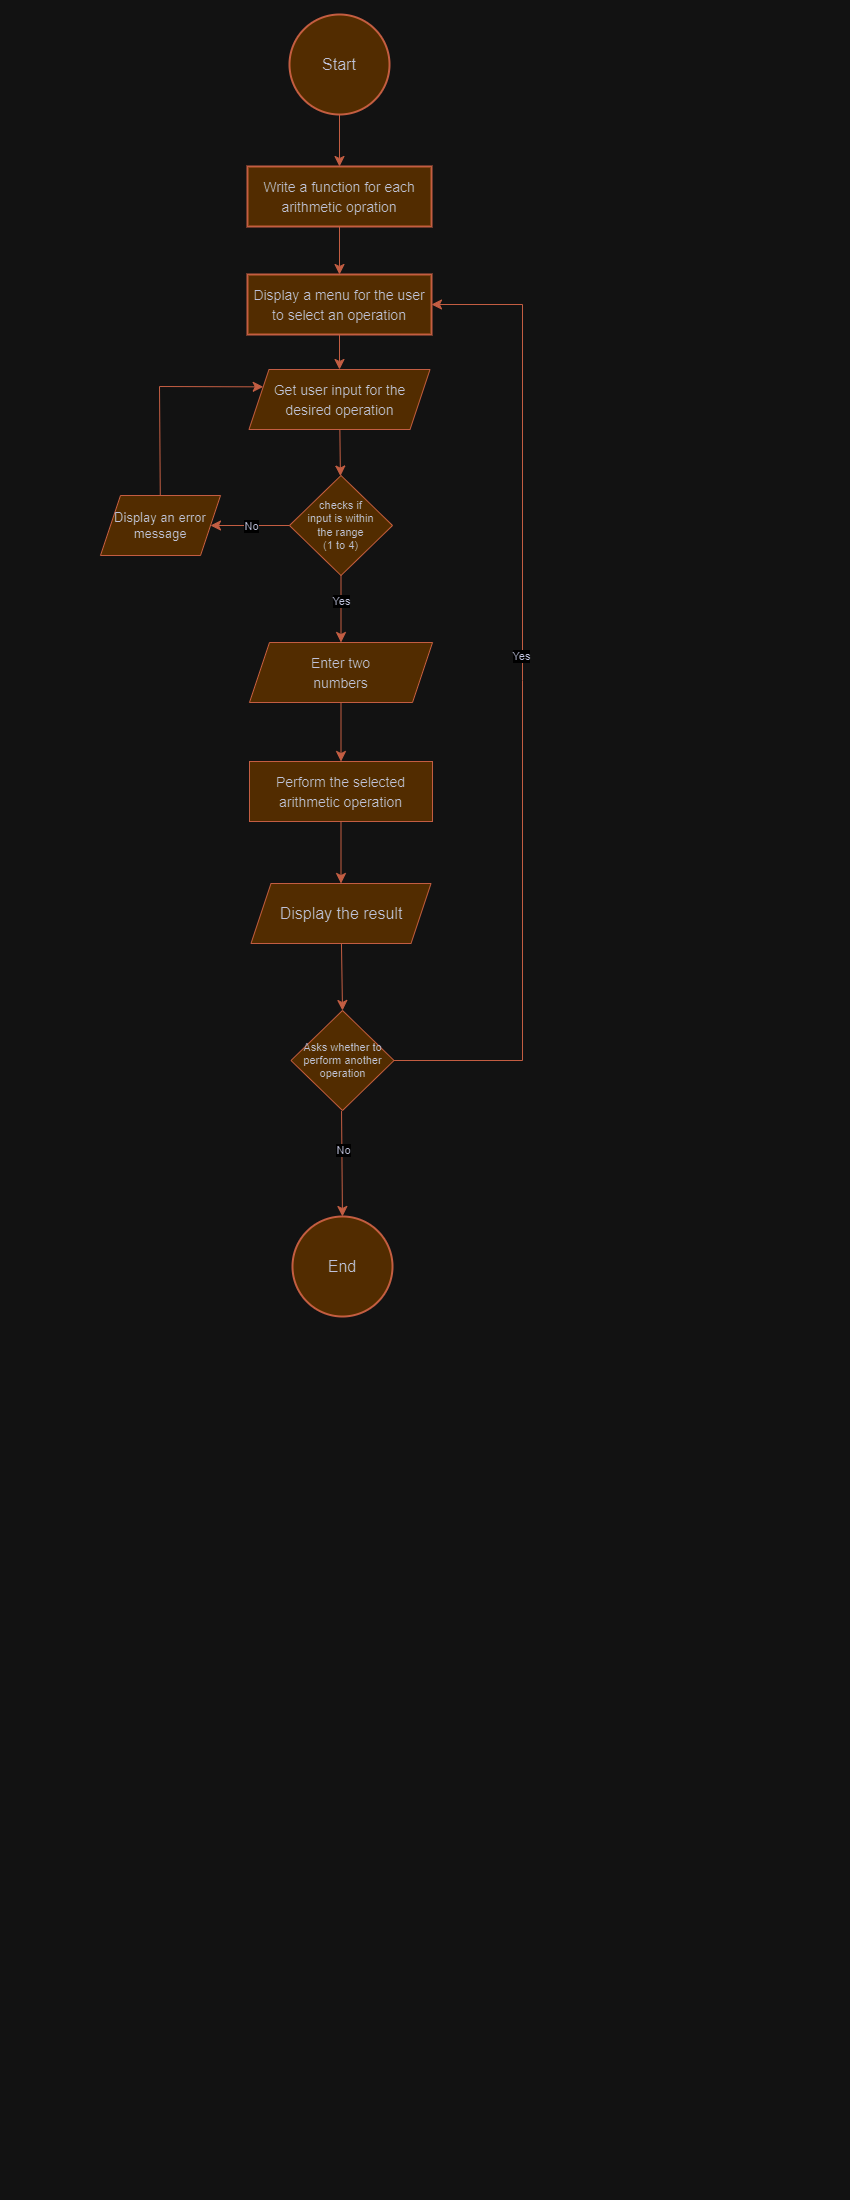 Start
Write a function for each
arithmetic opration
Display a menu for the user
to select an operation
Get user input for the
desired operation
checks if
input is within
the range
(1 to 4)
No
Display an error
message
Yes
Enter two
numbers
Yes
Perform the selected
arithmetic operation
Display the result
Asks whether to
perform another
operation
No
End